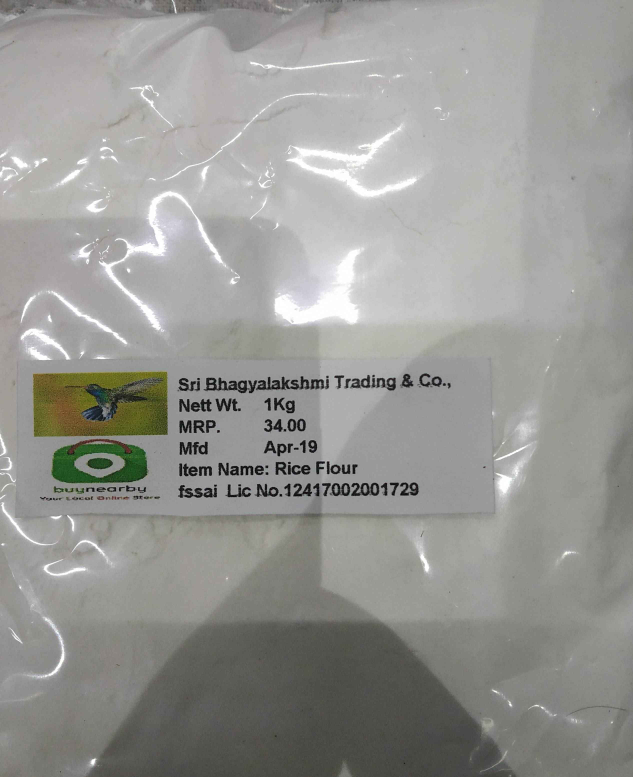 Sri Bhagyalakshmi Trading & Co.,
Nett Wt. 1Kg
MRP. 34.00
Mfd Apr-19
Item Name: Rice Flour
fssai Lic No.12417002001729
buynearby
Your Local Online Store